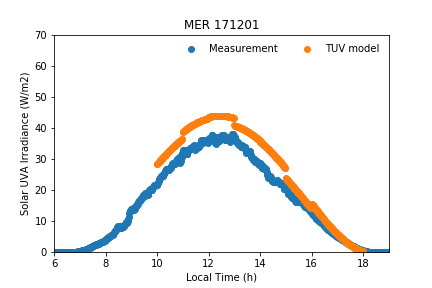 MER 171201
Measurement
TUV model
Solar UVA Irradiance (W/m2)
70
60
50
40
30
20
10
0
6 8 10 12 14 16 18
Local Time (h)